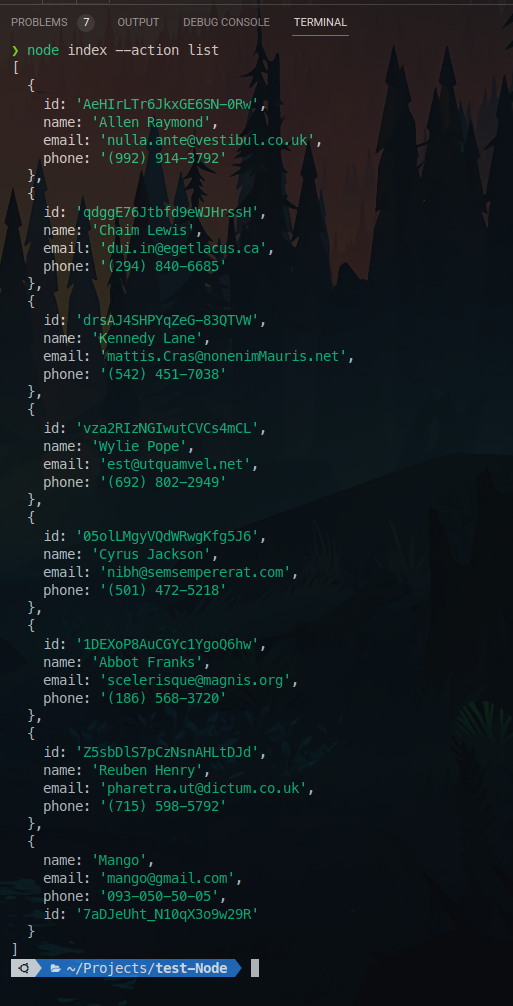 PROBLEMS 7 OUTPUT DEBUG CONSOLE TERMINAL
❯ node index --action list
[
  {
    id: 'AeHIrLTr6JkxGE6SN-0Rw',
    name: 'Allen Raymond',
    email: 'nulla.ante@vestibul.co.uk',
    phone: '(992) 914-3792'
  },
  {
    id: 'qdggE76Jtbfd9eWJHrssH',
    name: 'Chaim Lewis',
    email: 'dui.in@egetlacus.ca',
    phone: '(294) 840-6685'
  },
  {
    id: 'drsAJ4SHPYqZeG-83QTVW',
    name: 'Kennedy Lane',
    email: 'mattis.Cras@nonenimMauris.net',
    phone: '(542) 451-7038'
  },
  {
    id: 'vza2RIzNGIwutCVCs4mCL',
    name: 'Wylie Pope',
    email: 'est@utquamvel.net',
    phone: '(692) 802-2949'
  },
  {
    id: '05olLMgyVQdWRwgKfg5J6',
    name: 'Cyrus Jackson',
    email: 'nibh@semsempererat.com',
    phone: '(501) 472-5218'
  },
  {
    id: '1DEXoP8AuCGYc1YgoQ6hw',
    name: 'Abbot Franks',
    email: 'scelerisque@magnis.org',
    phone: '(186) 568-3720'
  },
  {
    id: 'Z5sbDlS7pCzNsnAHLtDJd',
    name: 'Reuben Henry',
    email: 'pharetra.ut@dictum.co.uk',
    phone: '(715) 598-5792'
  },
  {
    name: 'Mango',
    email: 'mango@gmail.com',
    phone: '093-050-50-05',
    id: '7aDJeUht_N10qX3o9w29R'
  }
]
~/Projects/test-Node